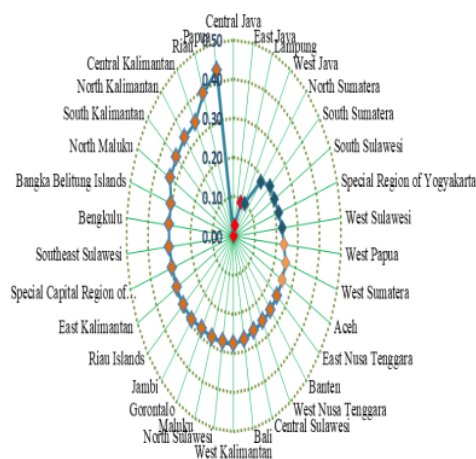 Central Java
East Java
Lampung
West Java
North Sumatera
South Sumatera
South Sulawesi
Special Region of Yogyakarta
West Sulawesi
West Papua
West Sumatera
Aceh
East Nusa Tenggara
Banten
West Nusa Tenggara
Central Sulawesi
Bali
West Kalimantan
North Sulawesi
Maluku
Gorontalo
Jambi
Riau Islands
East Kalimantan
Special Capital Region of...
Southeast Sulawesi
Bengkulu
Bangka Belitung Islands
North Maluku
South Kalimantan
North Kalimantan
Central Kalimantan
Riau
Papua
0.50
0.40
0.30
0.20
0.10
0.00